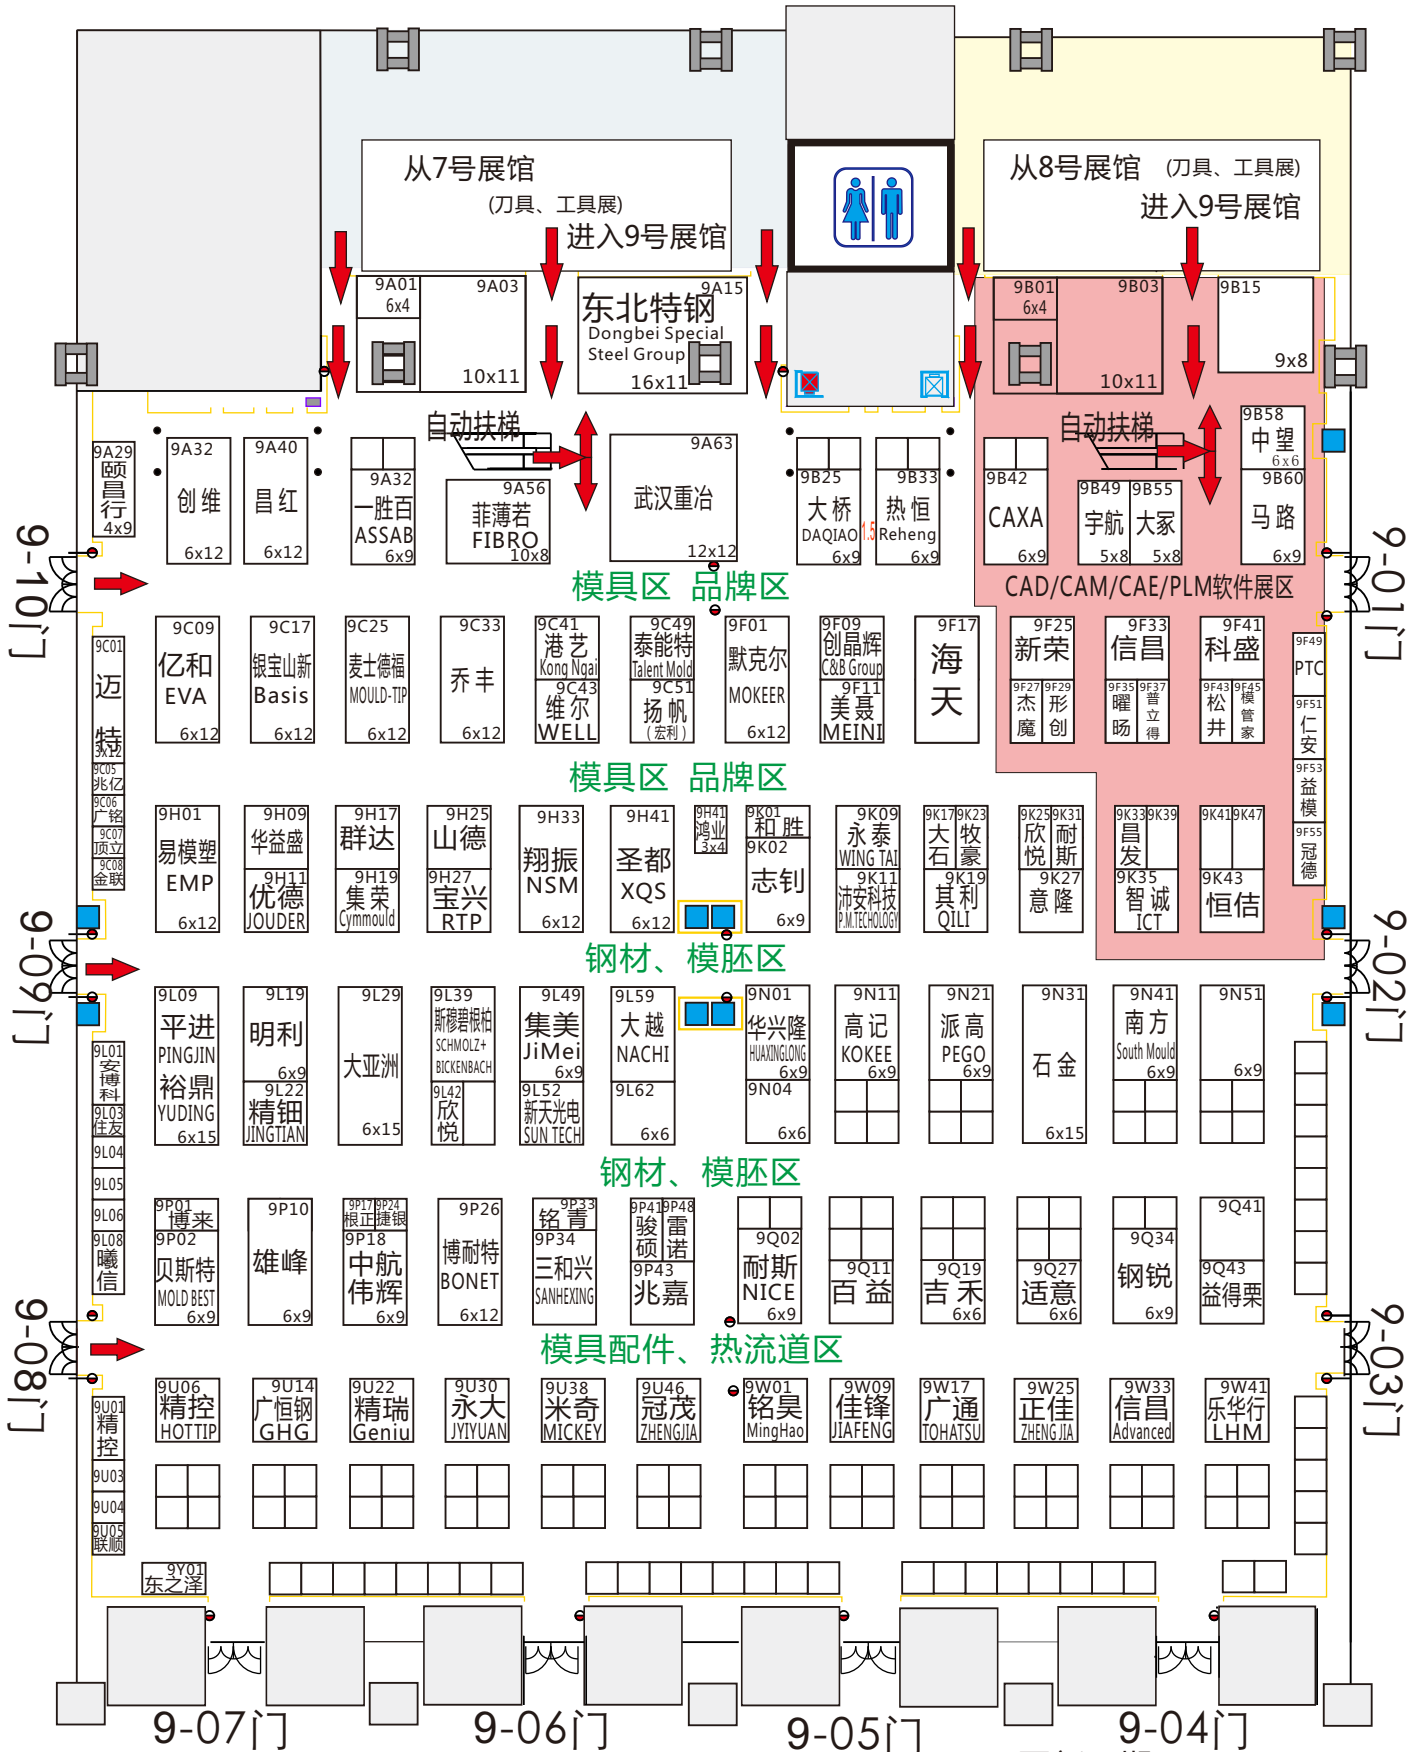 从7号展馆
(刀具、工具展)
进入9号展馆
从8号展馆 (刀具、工具展)
进入9号展馆
9A01
6x4
9A03
10x11
9A15
东北特钢
Dongbei Special
Steel Group
16x11
9B01
6x4
9B03
10x11
9B15
9x8
自动扶梯
自动扶梯
9A29
颐昌行
4x9
9A32
创维
6x12
9A40
昌红
6x12
9A32
一胜百
ASSAB
6x9
9A56
菲薄若
FIBRO
10x8
9A63
武汉重冶
12x12
9B25
大桥
DAQIAO
6x9
1.5
9B33
热恒
Reheng
6x9
9B42
CAXA
6x9
9B49
宇航
5x8
9B55
大冢
5x8
9B58
中望
6x6
9B60
马路
6x9
模具区 品牌区
CAD/CAM/CAE/PLM软件展区
9-10门
9-01门
9C01
迈特
3x12
9C05
兆亿
9C06
广铭
9C07
顶立
9C08
金联
9C09
亿和
EVA
6x12
9C17
银宝山新
Basis
6x12
9C25
麦士德福
MOULD-TIP
6x12
9C33
乔丰
6x12
9C41
港艺
Kong Ngai
9C43
维尔
WELL
9C49
泰能特
Talent Mold
9C51
扬帆
(宏利)
9F01
默克尔
MOKEER
6x12
9F09
创晶辉
C&B Group
9F11
美聂
MEINI
9F17
海天
9F25
新荣
9F27
杰魔
9F29
形创
9F33
信昌
9F35
曜旸
9F37
普立得
9F41
科盛
9F43
松井
9F45
模管家
9F49
PTC
9F51
仁安
9F53
益模
9F55
冠德
模具区 品牌区
9H01
易模塑
EMP
6x12
9H09
华益盛
9H11
优德
JOUDER
9H17
群达
9H19
集荣
Cymmould
9H25
山德
9H27
宝兴
RTP
9H33
翔振
NSM
6x12
9H41
圣都
XQS
6x12
9H41
鸿业
3x4
9K01
和胜
9K02
志钊
6x9
9K09
永泰
WING TAI
9K11
沛安科技
P.M.TECHOLOGY
9K17
大石
9K23
牧豪
9K19
其利
QILI
9K25
欣悦
9K31
耐斯
9K27
意隆
9K33
昌发
9K39
9K35
智诚
ICT
9K41
9K47
9K43
恒佶
钢材、模胚区
9-09门
9-02门
9L01
安博科
9L03
住友
9L04
9L05
9L06
9L08
曦信
9L09
平进
PINGJIN
裕鼎
YUDING
6x15
9L19
明利
6x9
9L22
精钿
JINGTIAN
9L29
大亚洲
6x15
9L39
斯穆碧根柏
SCHMOLZ+
BICKENBACH
9L42
欣悦
9L49
集美
JiMei
6x9
9L52
新天光电
SUN TECH
9L59
大越
NACHI
9L62
6x6
9N01
华兴隆
HUAXINGLONG
6x9
9N04
6x6
9N11
高记
KOKEE
6x9
9N21
派高
PEGO
6x9
9N31
石金
6x15
9N41
南方
South Mould
6x9
9N51
6x9
钢材、模胚区
9P01
博来
9P02
贝斯特
MOLD BEST
6x9
9P10
雄峰
6x9
9P17
根正
9P24
捷银
9P18
中航
伟辉
6x9
9P26
博耐特
BONET
6x12
9P33
铭青
9P34
三和兴
SANHEXING
9P41
骏硕
9P48
雷诺
9P43
兆嘉
9Q02
耐斯
NICE
6x9
9Q11
百益
9Q19
吉禾
6x6
9Q27
适意
6x6
9Q34
钢锐
6x9
9Q41
9Q43
益得栗
模具配件、热流道区
9-08门
9-03门
9U01
精控
9U03
9U04
9U05
联顺
9U06
精控
HOTTIP
9U14
广恒钢
GHG
9U22
精瑞
Geniu
9U30
永大
JYIYUAN
9U38
米奇
MICKEY
9U46
冠茂
ZHENGJIA
9W01
铭昊
MingHao
9W09
佳锋
JIAFENG
9W17
广通
TOHATSU
9W25
正佳
ZHENG JIA
9W33
信昌
Advanced
9W41
乐华行
LHM
9Y01
东之泽
9-07门
9-06门
9-05门
9-04门